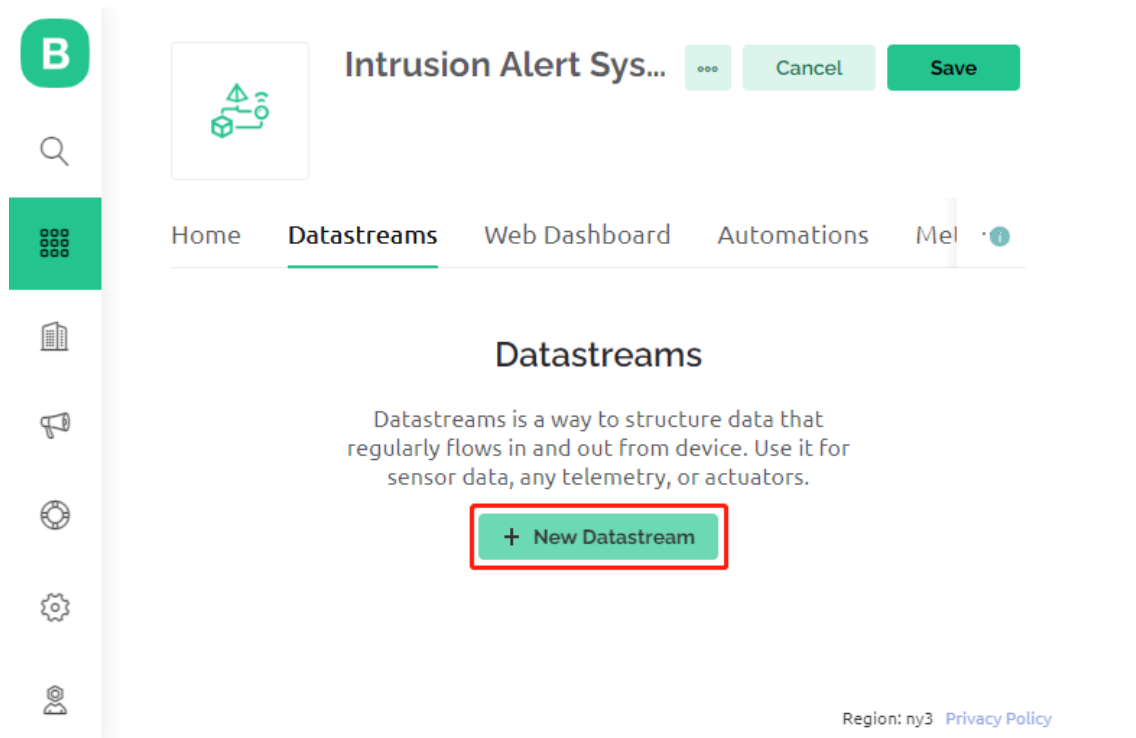 B
Intrusion Alert Sys...
Cancel
Save
Home Datastreams Web Dashboard Automations
Datastreams
Datastreams is a way to structure data that
regularly flows in and out from device. Use it for
sensor data, any telemetry, or actuators.
+ New Datastream
Region: ny3 Privacy Policy